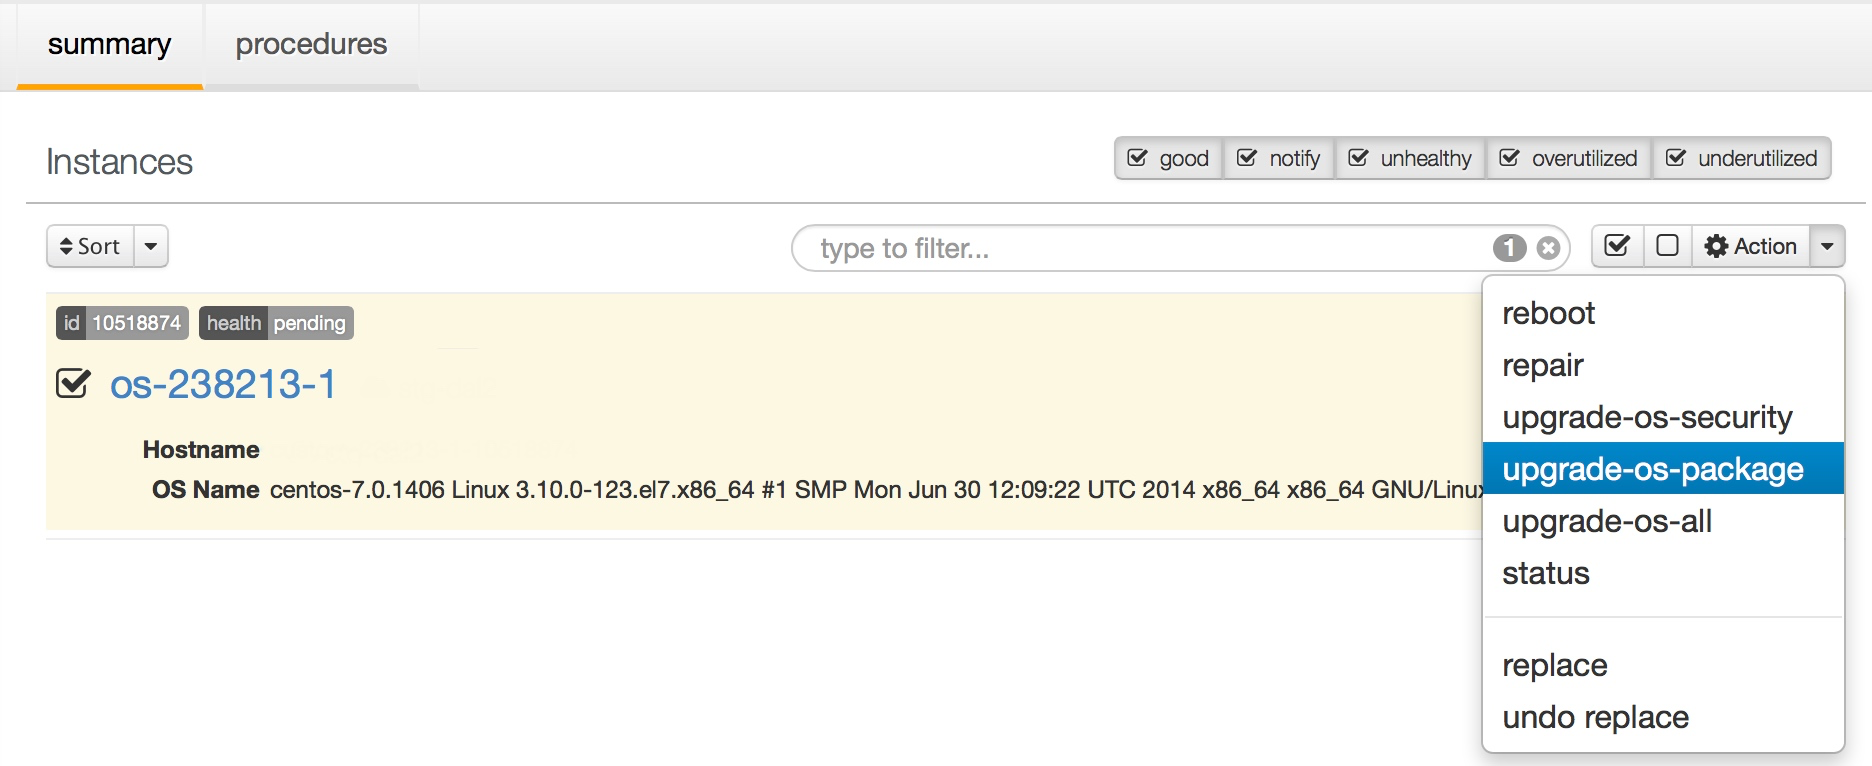 summary procedures
Instances good notify unhealthy overutilized underutilized
Sort type to filter... 1 Action
id 10518874 health pending
os-238213-1
Hostname
OS Name centos-7.0.1406 Linux 3.10.0-123.el7.x86_64 #1 SMP Mon Jun 30 12:09:22 UTC 2014 x86_64 x86_64 GNU/Linux
reboot
repair
upgrade-os-security
upgrade-os-package
upgrade-os-all
status
replace
undo replace